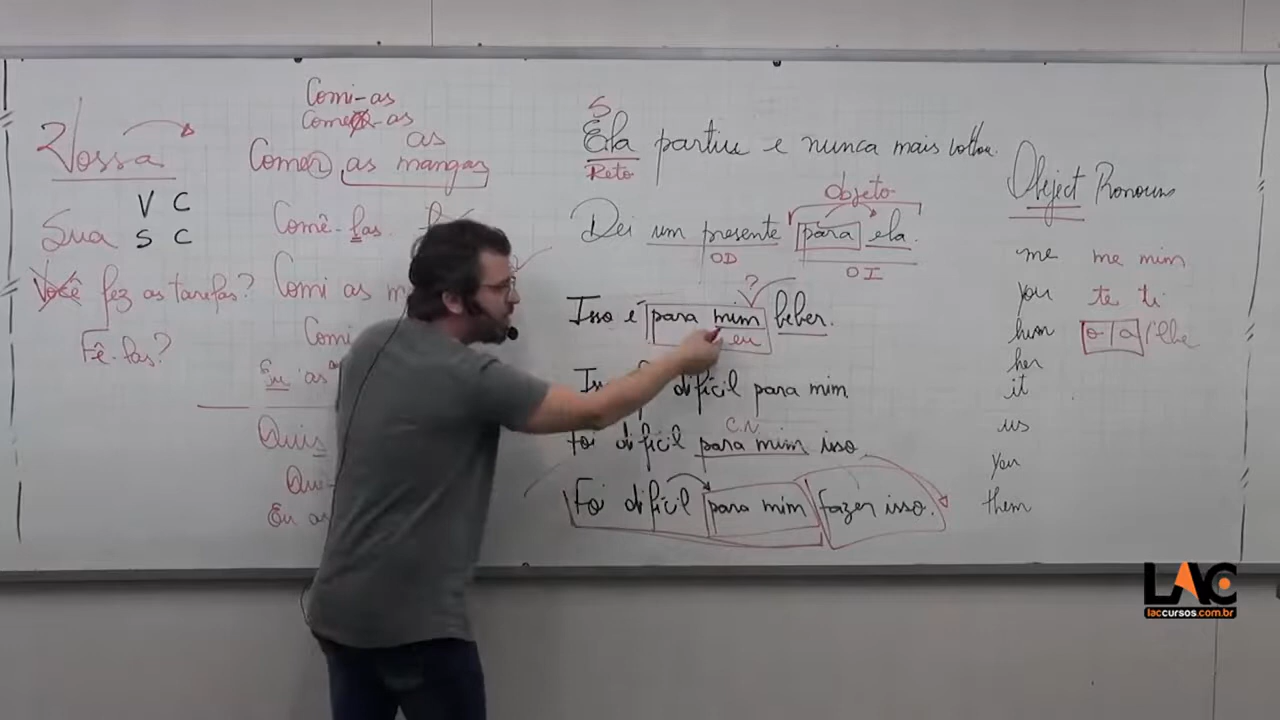 Comi-as
Comer-as
as
Comer as mangas
Vossa
V C
Sua S C
Comê-las.
Você fez as tarefas?
Comi as
Fê-las?
Comi
Eu as
Quis
Que
Eu as
S
Ela partiu e nunca mais voltou.
Reto
Objeto
Dei um presente para ela.
OD
OI
?
Isso é para mim beber.
eu
difícil para mim
C.N.
Foi difícil para mim isso
Foi difícil para mim fazer isso.
Object Pronouns
me me mim
you te ti
him o a lhe
her
it
us
you
them
LAC
laccursos.com.br